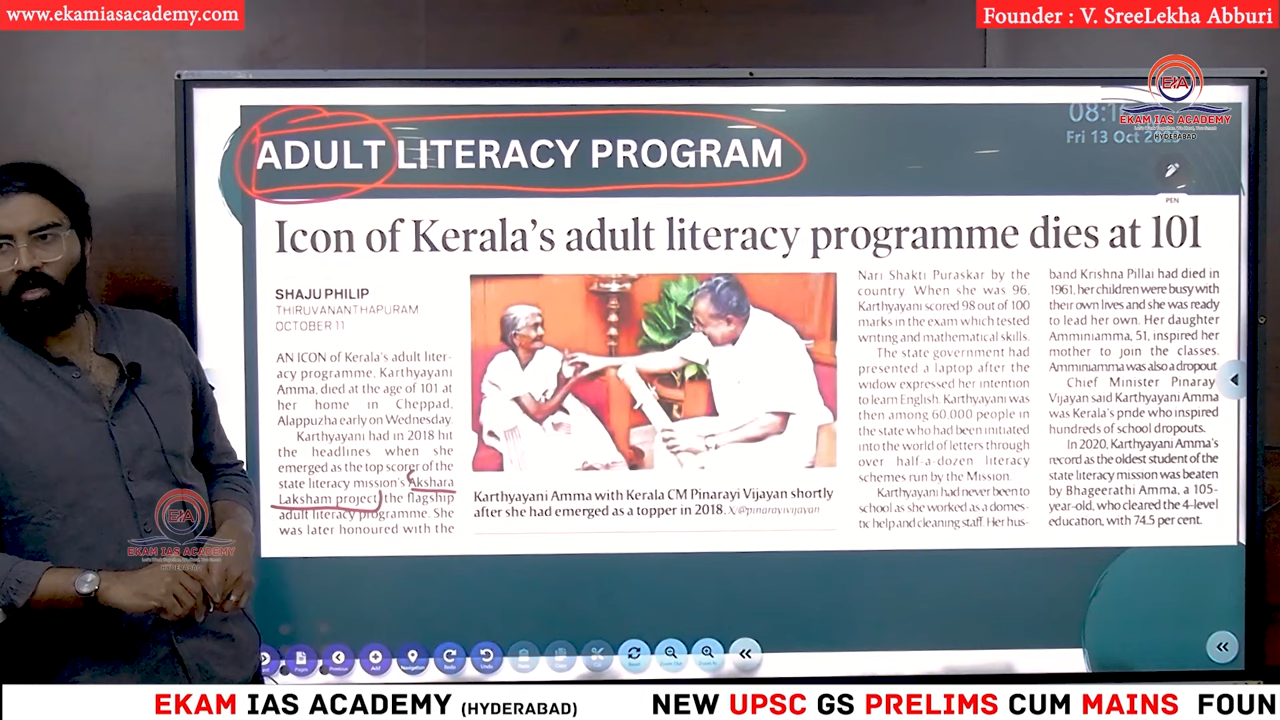 www.ekamiasacademy.com
Founder : V. SreeLekha Abburi
EKAM IAS ACADEMY
HYDERABAD
Fri 13 Oct
PEN
ADULT LITERACY PROGRAM
Icon of Kerala's adult literacy programme dies at 101
SHAJU PHILIP
THIRUVANANTHAPURAM
OCTOBER 11
AN ICON of Kerala's adult liter-
acy programme, Karthyayani
Amma, died at the age of 101 at
her home in Cheppad,
Alappuzha early on Wednesday.
Karthyayani had in 2018 hit
the headlines when she
emerged as the top scorer of the
state literacy mission's Akshara
Laksham project, the flagship
adult literacy programme. She
was later honoured with the
Karthyayani Amma with Kerala CM Pinarayi Vijayan shortly
after she had emerged as a topper in 2018. X/@pinarayivijayan
Nari Shakti Puraskar by the
country. When she was 96,
Karthyayani scored 98 out of 100
marks in the exam which tested
writing and mathematical skills.
The state government had
presented a laptop after the
widow expressed her intention
to learn English. Karthyayani was
then among 60,000 people in
the state who had been initiated
into the world of letters through
over half-a-dozen literacy
schemes run by the Mission.
Karthyayani had never been to
school as she worked as a domes-
tic help and cleaning staff. Her hus-
band Krishna Pillai had died in
1961, her children were busy with
their own lives and she was ready
to lead her own. Her daughter
Amminiamma, 51, inspired her
mother to join the classes.
Amminiamma was also a dropout.
Chief Minister Pinaray
Vijayan said Karthyayani Amma
was Kerala's pride who inspired
hundreds of school dropouts.
In 2020, Karthyayani Amma's
record as the oldest student of the
state literacy mission was beaten
by Bhageerathi Amma, a 105-
year-old, who cleared the 4-level
education, with 74.5 per cent.
EKAM IAS ACADEMY
HYDERABAD
Pages
Previous
Add
Navigation
Redo
Undo
Zoom Out
Zoom In
EKAM IAS ACADEMY (HYDERABAD)
NEW UPSC GS PRELIMS CUM MAINS FOUN